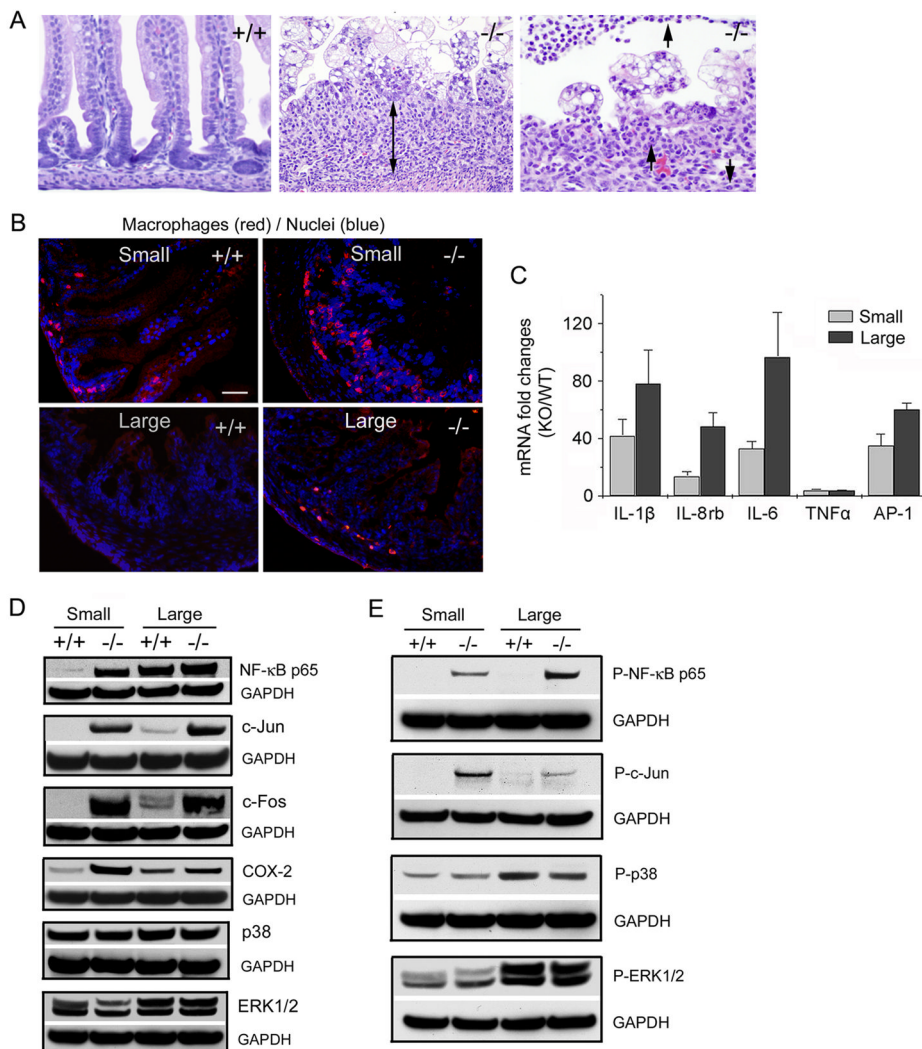 A
+/+
-/-
-/-
B
Macrophages (red) / Nuclei (blue)
Small +/+
Small -/-
Large +/+
Large -/-
C
mRNA fold changes
(KO/WT)
120
80
40
0
Small
Large
IL-1β IL-8rb IL-6 TNFα AP-1
D
Small Large
+/+ -/- +/+ -/-
NF-κB p65
GAPDH
c-Jun
GAPDH
c-Fos
GAPDH
COX-2
GAPDH
p38
GAPDH
ERK1/2
GAPDH
E
Small Large
+/+ -/- +/+ -/-
P-NF-κB p65
GAPDH
P-c-Jun
GAPDH
P-p38
GAPDH
P-ERK1/2
GAPDH